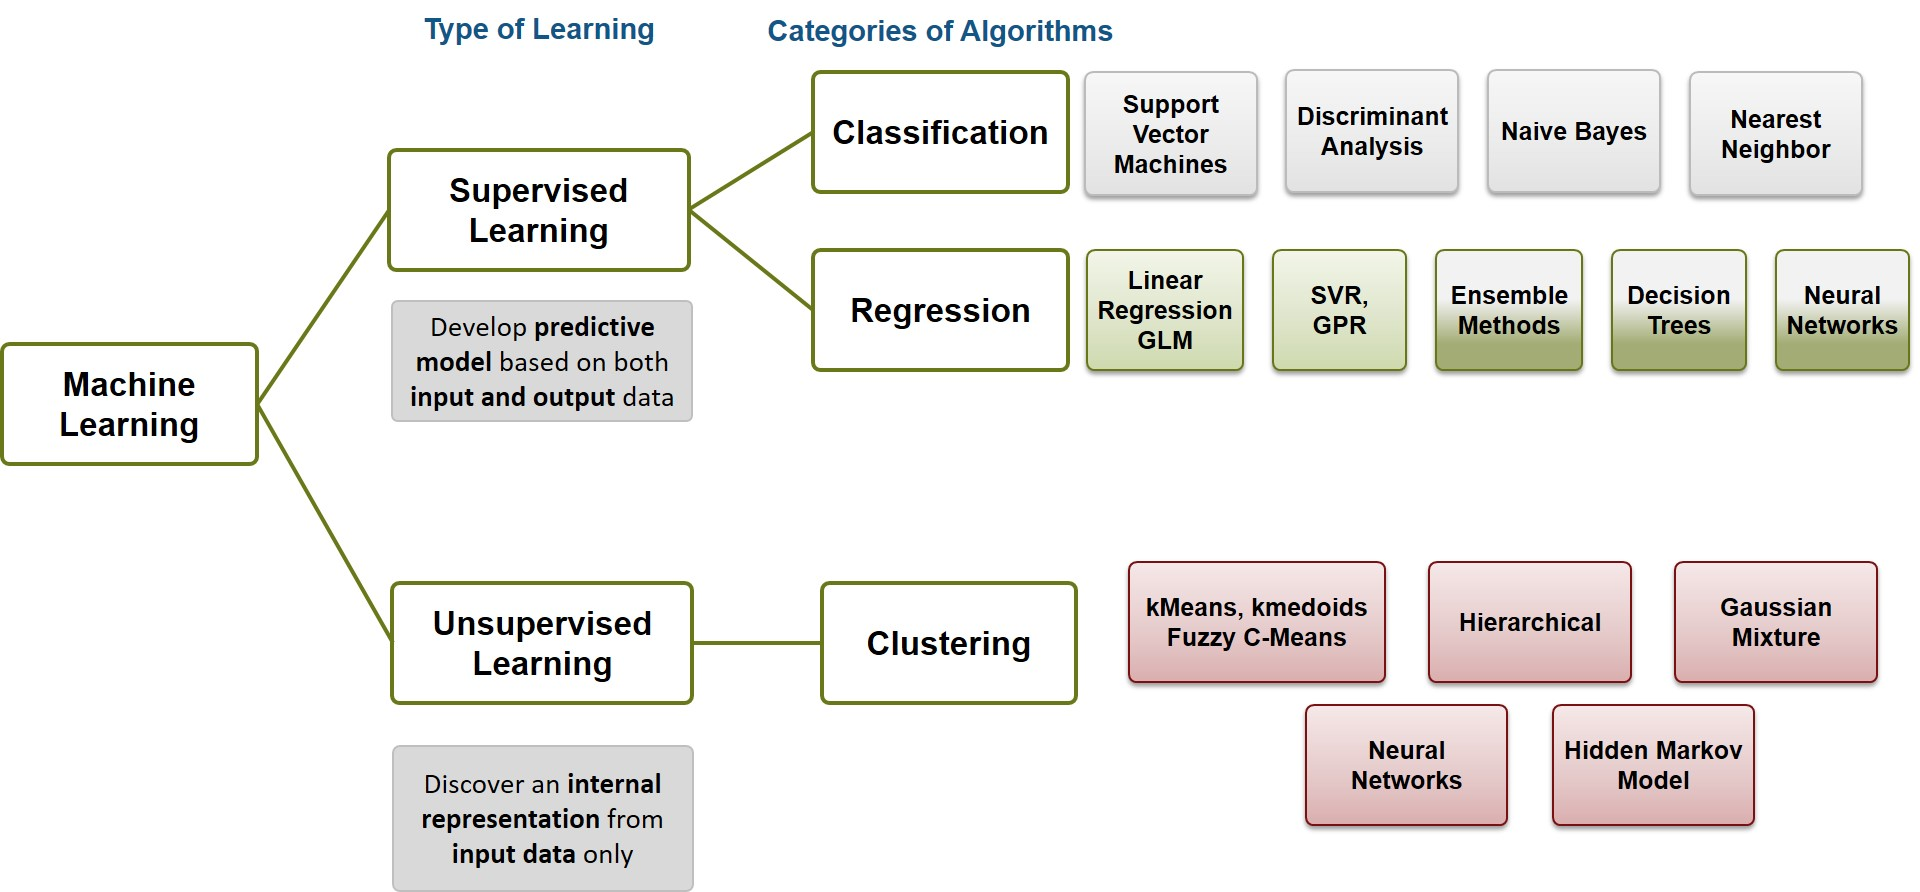 Type of Learning
Categories of Algorithms
Classification
Support
Vector
Machines
Discriminant
Analysis
Naive Bayes
Nearest
Neighbor
Supervised
Learning
Regression
Linear
Regression
GLM
SVR,
GPR
Ensemble
Methods
Decision
Trees
Neural
Networks
Develop predictive
model based on both
input and output data
Machine
Learning
Unsupervised
Learning
Clustering
kMeans, kmedoids
Fuzzy C-Means
Hierarchical
Gaussian
Mixture
Neural
Networks
Hidden Markov
Model
Discover an internal
representation from
input data only